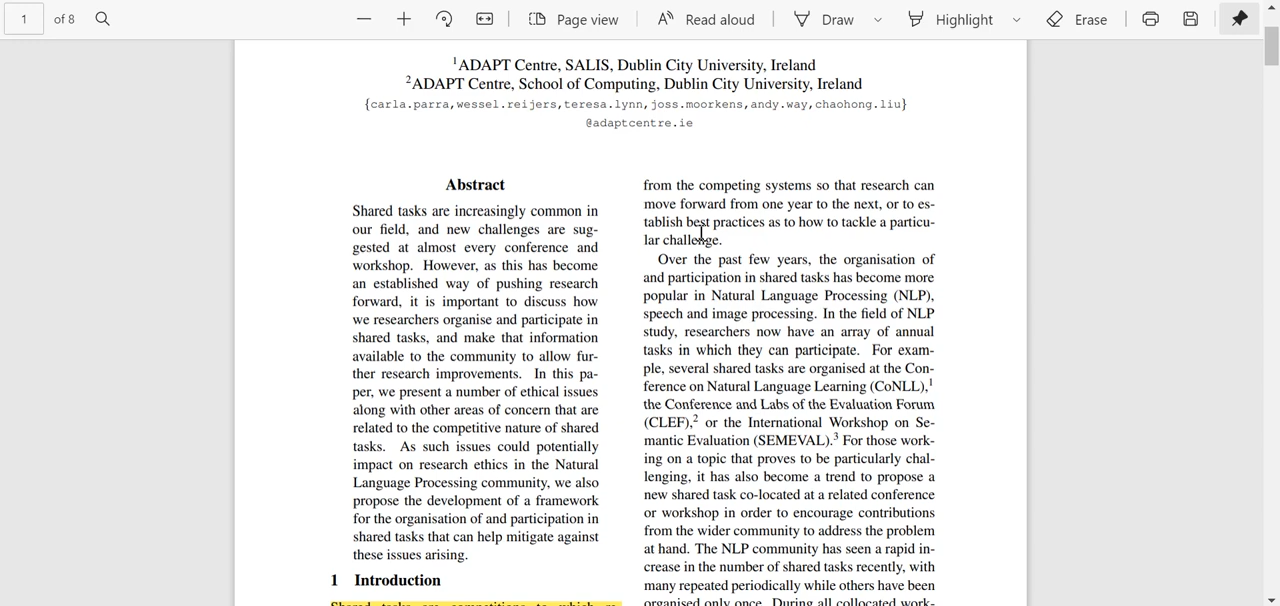 1 of 8 Page view Read aloud Draw Highlight Erase
¹ADAPT Centre, SALIS, Dublin City University, Ireland
²ADAPT Centre, School of Computing, Dublin City University, Ireland
{carla.parra,wessel.reijers,teresa.lynn,joss.moorkens,andy.way,chaohong.liu}
@adaptcentre.ie
Abstract
Shared tasks are increasingly common in
our field, and new challenges are sug-
gested at almost every conference and
workshop. However, as this has become
an established way of pushing research
forward, it is important to discuss how
we researchers organise and participate in
shared tasks, and make that information
available to the community to allow fur-
ther research improvements. In this pa-
per, we present a number of ethical issues
along with other areas of concern that are
related to the competitive nature of shared
tasks. As such issues could potentially
impact on research ethics in the Natural
Language Processing community, we also
propose the development of a framework
for the organisation of and participation in
shared tasks that can help mitigate against
these issues arising.
1 Introduction
Shared tasks are competitions to which
from the competing systems so that research can
move forward from one year to the next, or to es-
tablish best practices as to how to tackle a particu-
lar challenge.
Over the past few years, the organisation of
and participation in shared tasks has become more
popular in Natural Language Processing (NLP),
speech and image processing. In the field of NLP
study, researchers now have an array of annual
tasks in which they can participate. For exam-
ple, several shared tasks are organised at the Con-
ference on Natural Language Learning (CoNLL),¹
the Conference and Labs of the Evaluation Forum
(CLEF),² or the International Workshop on Se-
mantic Evaluation (SEMEVAL).³ For those work-
ing on a topic that proves to be particularly chal-
lenging, it has also become a trend to propose a
new shared task co-located at a related conference
or workshop in order to encourage contributions
from the wider community to address the problem
at hand. The NLP community has seen a rapid in-
crease in the number of shared tasks recently, with
many repeated periodically while others have been
organised only once. During all collocated work-